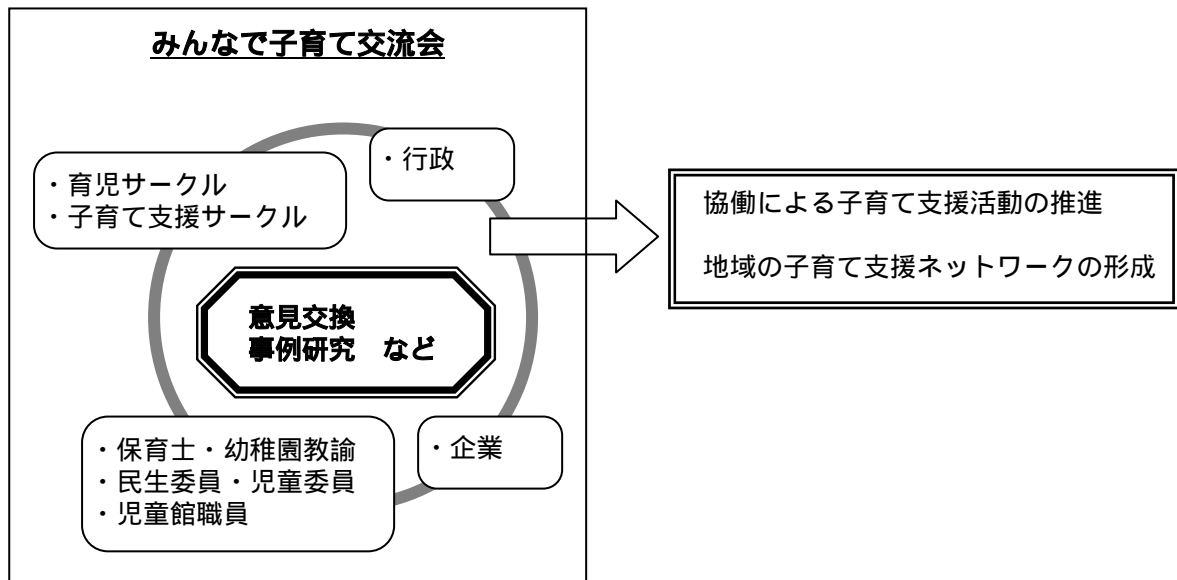 みんなで子育て交流会
・行政
・育児サークル
・子育て支援サークル
意見交換
事例研究　など
・保育士・幼稚園教諭
・民生委員・児童委員
・児童館職員
・企業
協働による子育て支援活動の推進
地域の子育て支援ネットワークの形成